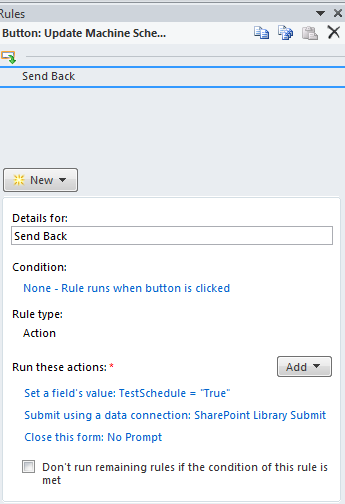 Rules
Button: Update Machine Sche...
Send Back
New
Details for:
Send Back
Condition:
None - Rule runs when button is clicked
Rule type:
Action
Run these actions: *
Add
Set a field's value: TestSchedule = "True"
Submit using a data connection: SharePoint Library Submit
Close this form: No Prompt
Don't run remaining rules if the condition of this rule is
met